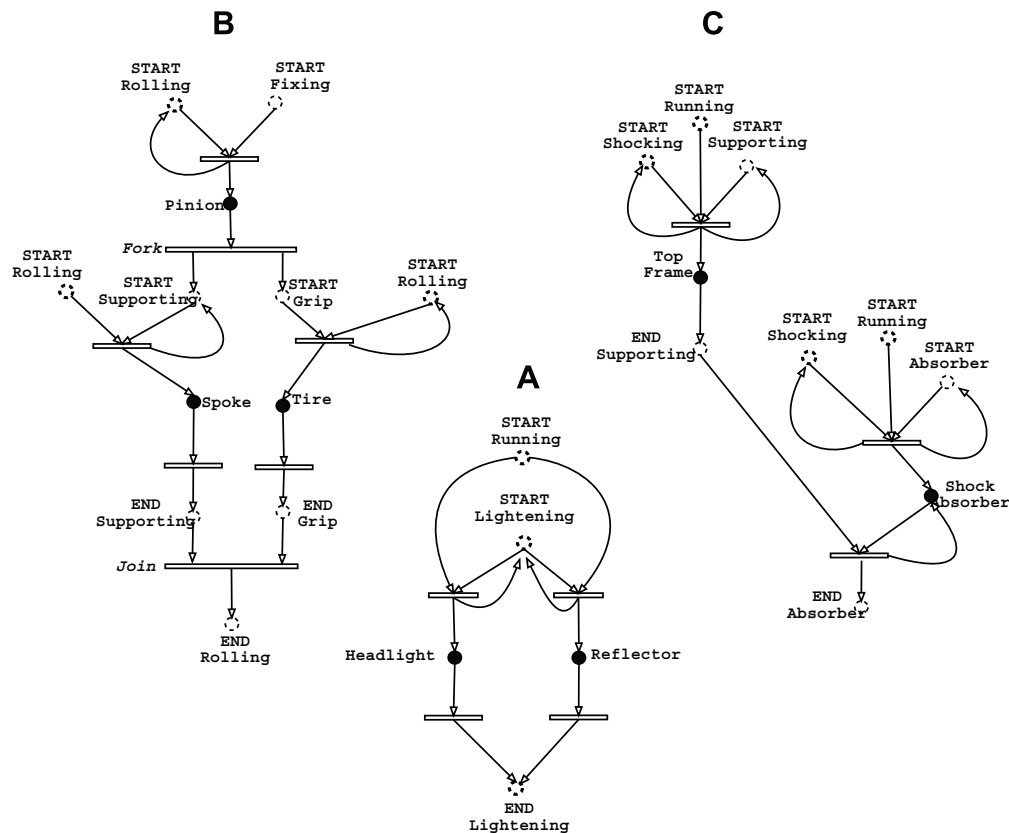 B
START
Rolling
START
Fixing
Pinion
Fork
START
Rolling
START
Supporting
START
Grip
START
Rolling
Spoke
Tire
END
Supporting
END
Grip
Join
END
Rolling
A
START
Running
START
Lightening
Headlight
Reflector
END
Lightening
C
START
Running
START
Shocking
START
Supporting
Top
Frame
END
Supporting
START
Shocking
START
Running
START
Absorber
Shock
Absorber
END
Absorber